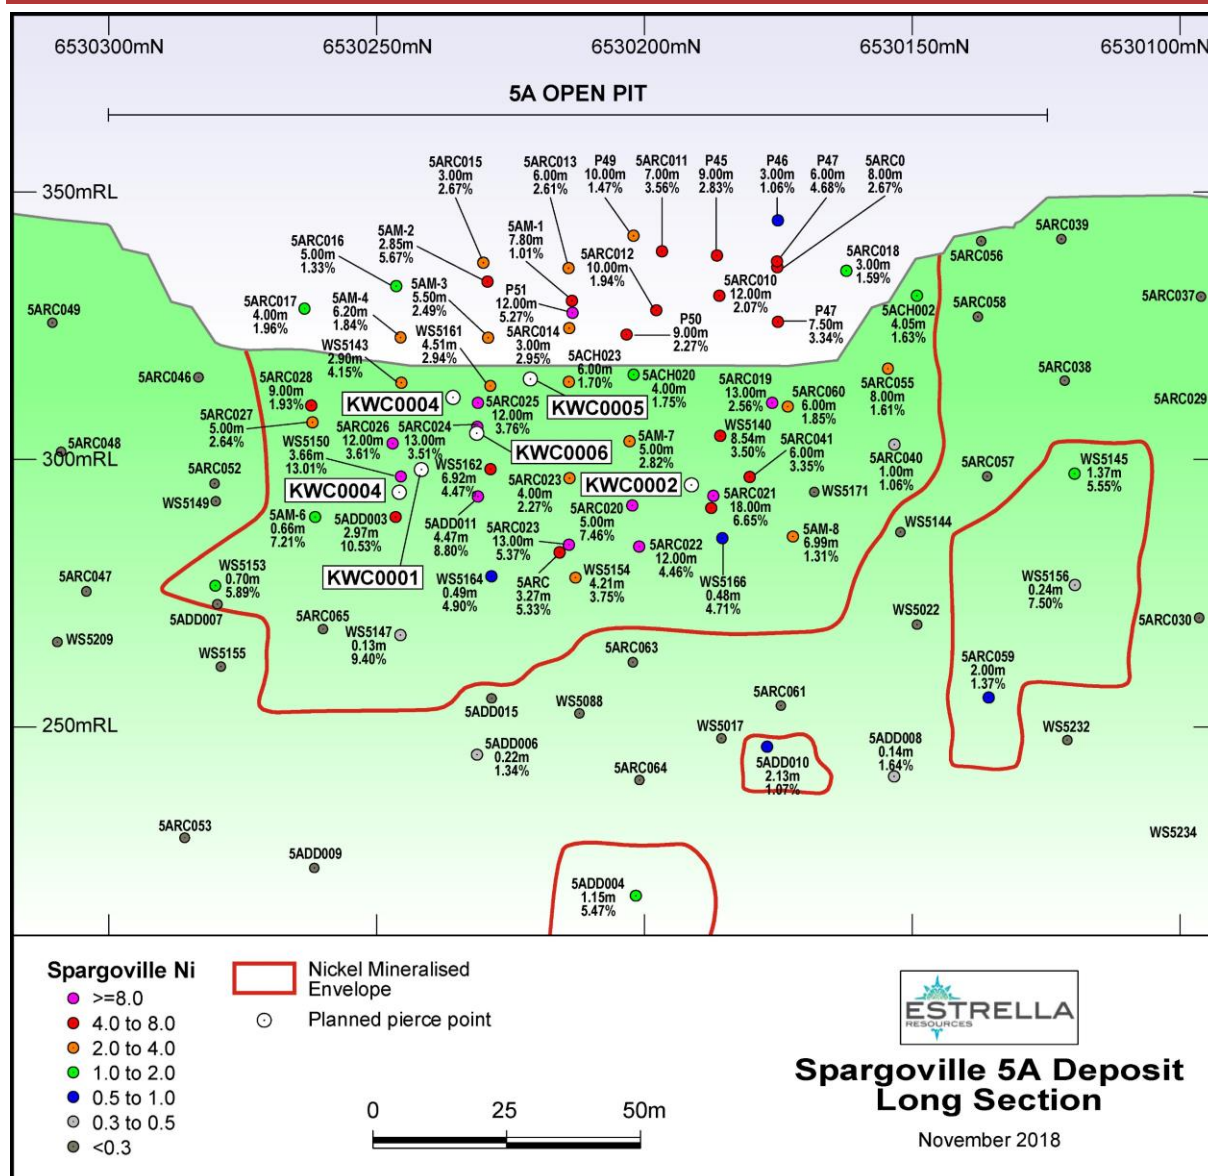 6530300mN
6530250mN
6530200mN
6530150mN
6530100mN
5A OPEN PIT
350mRL
300mRL
250mRL
5ARC015
3.00m
2.67%
5ARC013
6.00m
2.61%
P49
10.00m
1.47%
5ARC011
7.00m
3.56%
P45
9.00m
2.83%
P46
3.00m
1.06%
P47
6.00m
4.68%
5ARC0
8.00m
2.67%
5ARC016
5.00m
1.33%
5AM-2
2.85m
5.67%
5AM-1
7.80m
1.01%
5ARC012
10.00m
1.94%
5ARC018
3.00m
1.59%
5ARC039
5ARC056
5ARC017
4.00m
1.96%
5AM-4
6.20m
1.84%
5AM-3
5.50m
2.49%
P51
12.00m
5.27%
5ARC010
12.00m
2.07%
5ACH002
4.05m
1.63%
5ARC058
5ARC037
5ARC049
WS5143
2.90m
4.15%
WS5161
4.51m
2.94%
5ARC014
3.00m
2.95%
P50
9.00m
2.27%
P47
7.50m
3.34%
5ARC046
5ARC028
9.00m
1.93%
5ACH023
6.00m
1.70%
5ACH020
4.00m
1.75%
5ARC019
13.00m
2.56%
5ARC060
6.00m
1.85%
5ARC055
8.00m
1.61%
5ARC038
5ARC029
KWC0004
KWC0005
5ARC027
5.00m
2.64%
5ARC026
12.00m
3.61%
5ARC024
13.00m
3.51%
5ARC025
12.00m
3.76%
KWC0006
5AM-7
5.00m
2.82%
WS5140
8.54m
3.50%
5ARC041
6.00m
3.35%
5ARC040
1.00m
1.06%
5ARC048
5ARC052
WS5149
WS5150
3.66m
13.01%
KWC0004
WS5162
6.92m
4.47%
5ARC023
4.00m
2.27%
KWC0002
5ARC021
18.00m
6.65%
WS5171
5ARC057
WS5145
1.37m
5.55%
5AM-6
0.66m
7.21%
5ADD003
2.97m
10.53%
5ADD011
4.47m
8.80%
5ARC020
5.00m
7.46%
5AM-8
6.99m
1.31%
WS5144
5ARC023
13.00m
5.37%
5ARC022
12.00m
4.46%
KWC0001
5ARC047
WS5153
0.70m
5.89%
WS5164
0.49m
4.90%
5ARC
3.27m
5.33%
WS5154
4.21m
3.75%
WS5166
0.48m
4.71%
WS5156
0.24m
7.50%
5ADD007
5ARC065
WS5147
0.13m
9.40%
WS5022
5ARC030
WS5209
WS5155
5ARC063
5ARC059
2.00m
1.37%
5ADD015
WS5088
5ARC061
WS5017
WS5232
5ADD006
0.22m
1.34%
5ARC064
5ADD010
2.13m
1.07%
5ADD008
0.14m
1.64%
5ARC053
5ADD009
WS5234
5ADD004
1.15m
5.47%
Spargoville Ni
>=8.0
4.0 to 8.0
2.0 to 4.0
1.0 to 2.0
0.5 to 1.0
0.3 to 0.5
<0.3
Nickel Mineralised
Envelope
Planned pierce point
0 25 50m
ESTRELLA
RESOURCES
Spargoville 5A Deposit
Long Section
November 2018